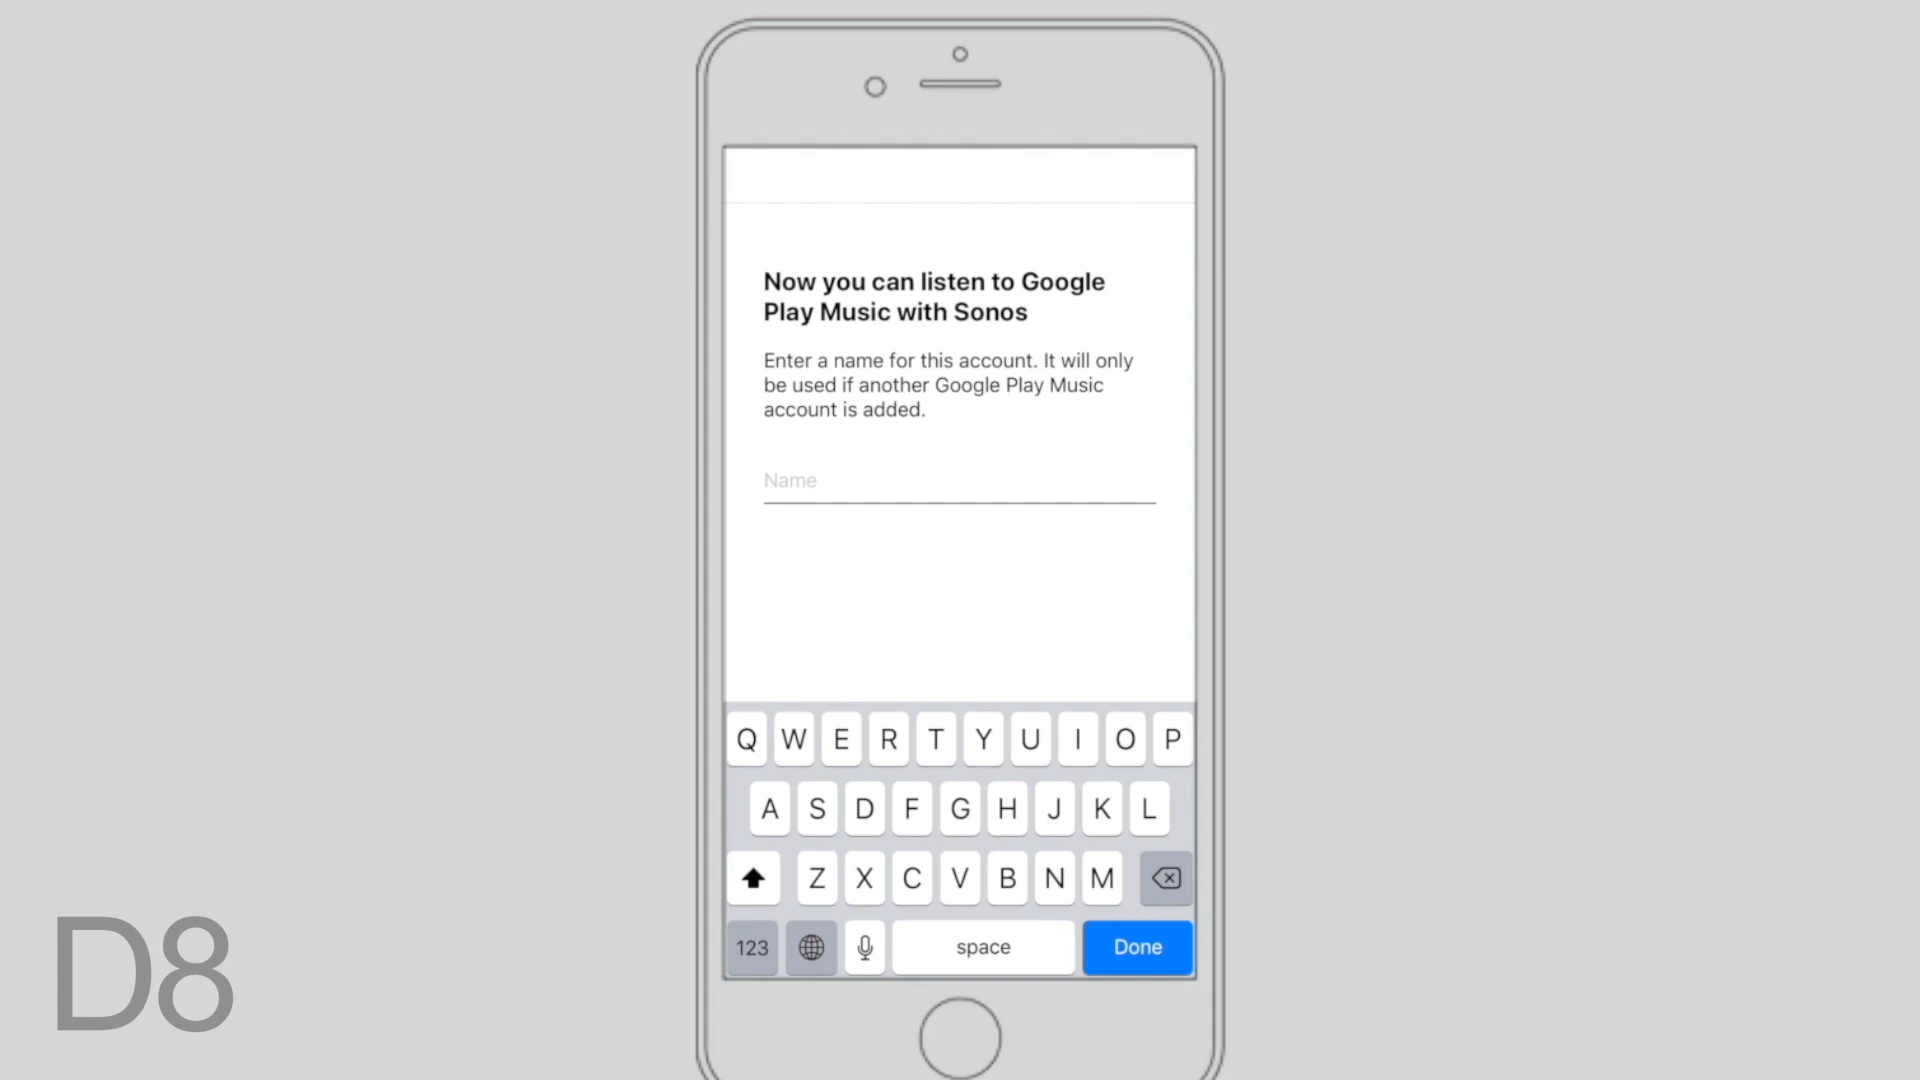 Now you can listen to Google
Play Music with Sonos
Enter a name for this account. It will only
be used if another Google Play Music
account is added.
Name
Q W E R T Y U I O P
A S D F G H J K L
Z X C V B N M
123 space Done
D8